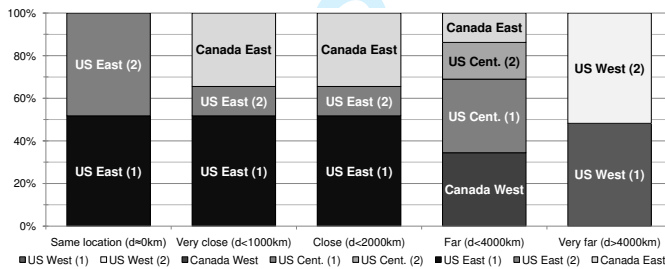 100%
80%
60%
40%
20%
0%
US East (2)
US East (1)
Canada East
US East (2)
US East (1)
Canada East
US East (2)
US East (1)
Canada East
US Cent. (2)
US Cent. (1)
Canada West
US West (2)
US West (1)
Same location (d≈0km) Very close (d<1000km) Close (d<2000km) Far (d<4000km) Very far (d>4000km)
US West (1) US West (2) Canada West US Cent. (1) US Cent. (2) US East (1) US East (2) Canada East